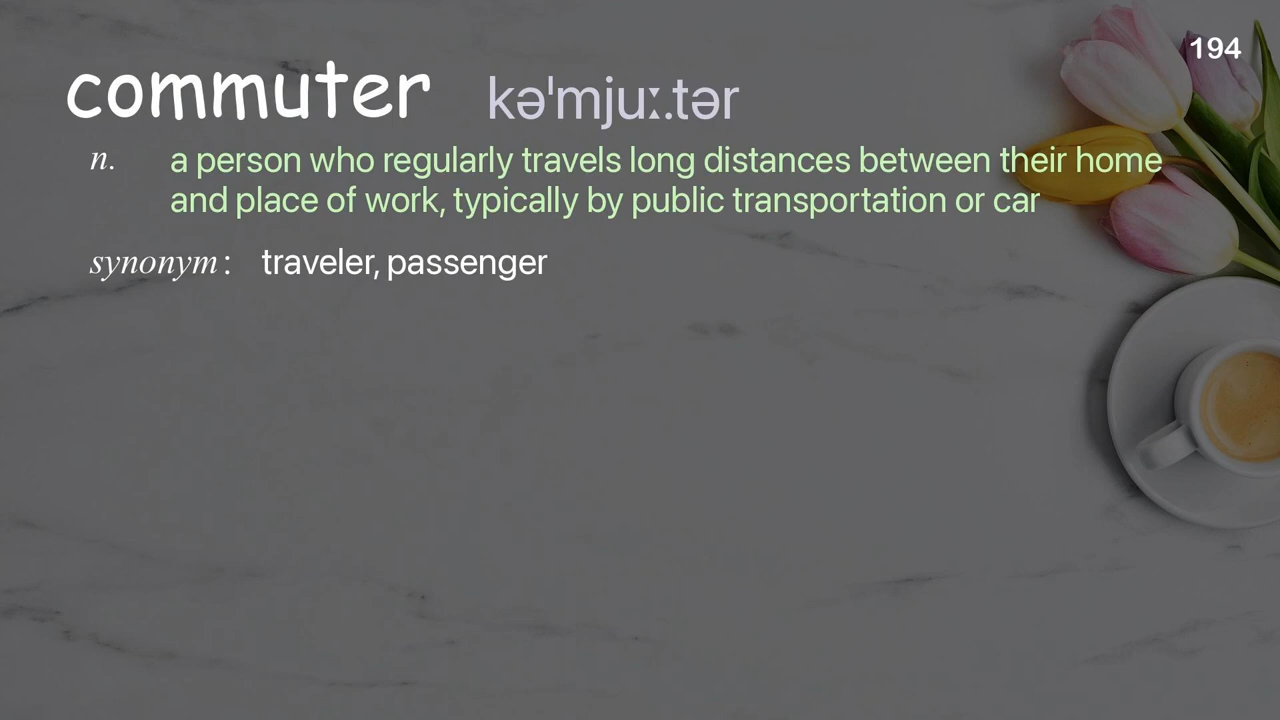 194
commuter kəˈmjuː.tər
n. a person who regularly travels long distances between their home
and place of work, typically by public transportation or car
synonym : traveler, passenger